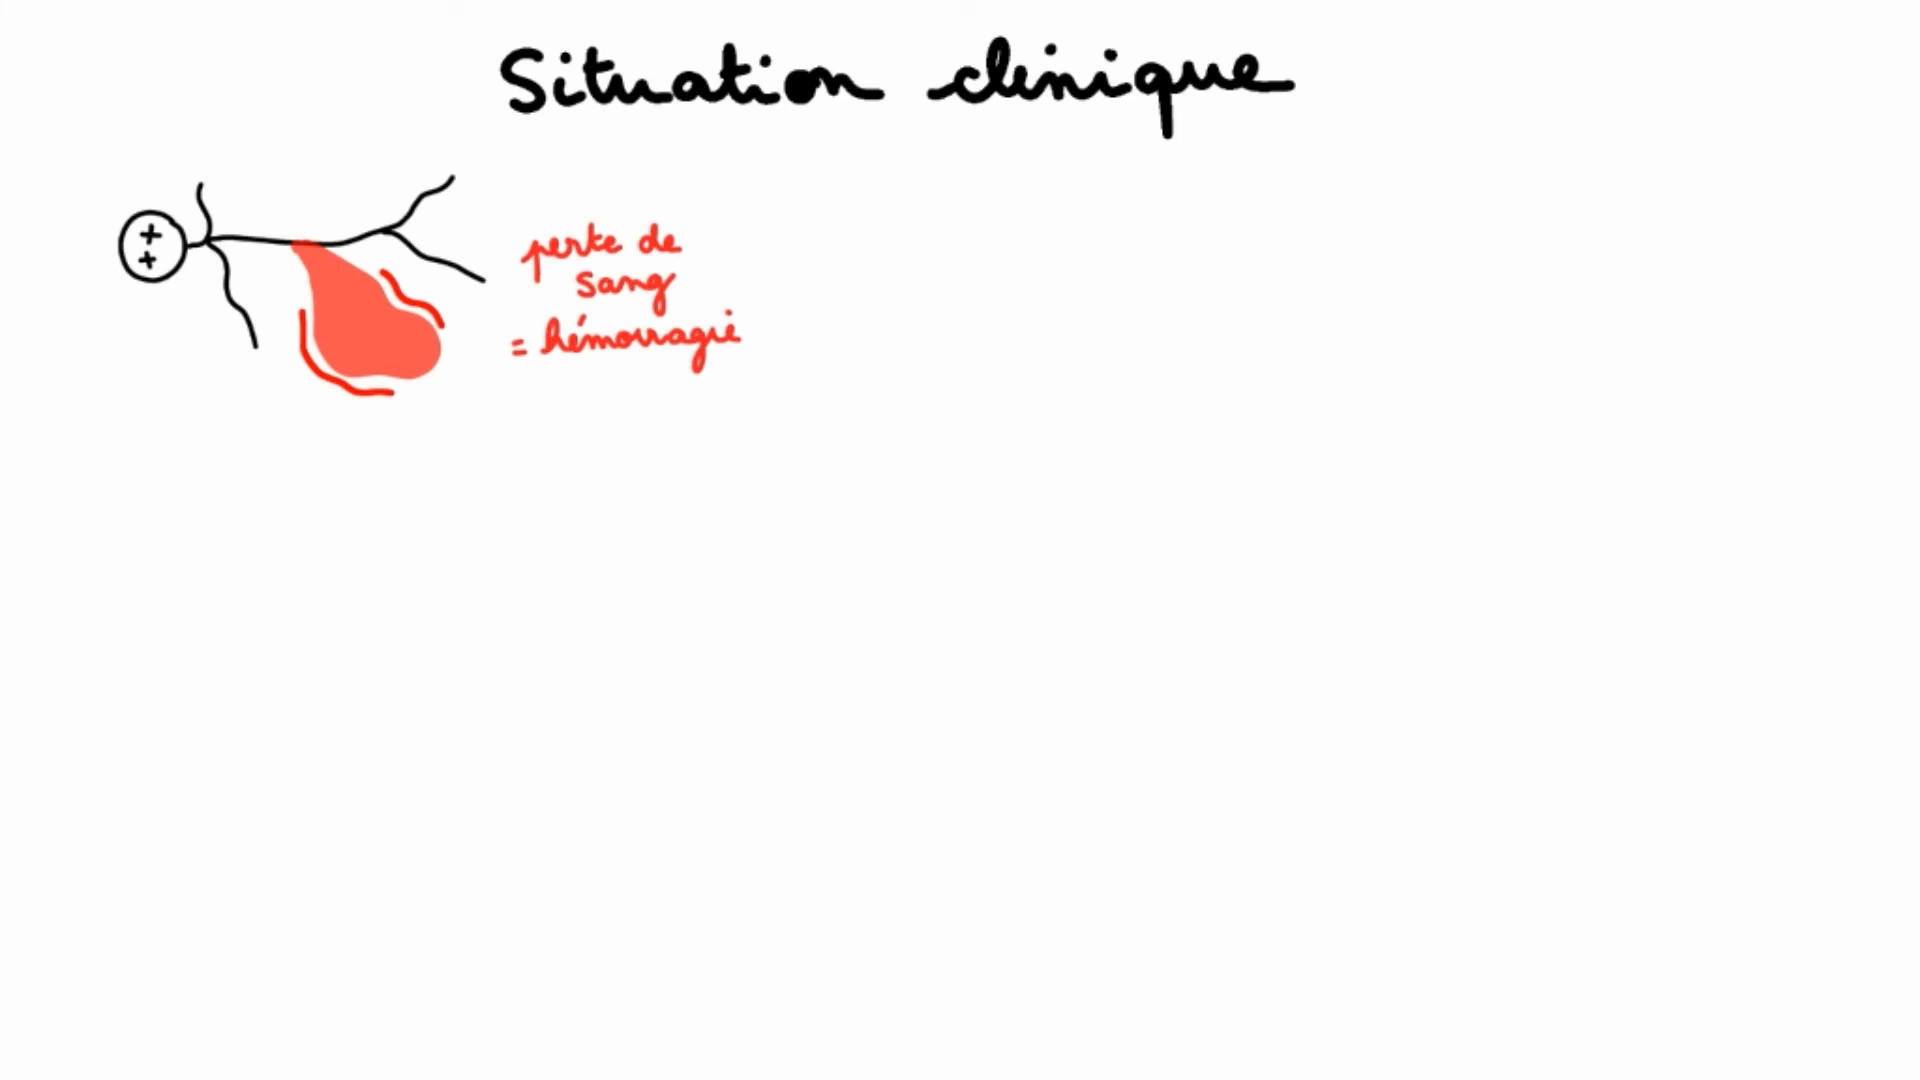 Situation clinique
+
+
perte de
sang
= hémorragie